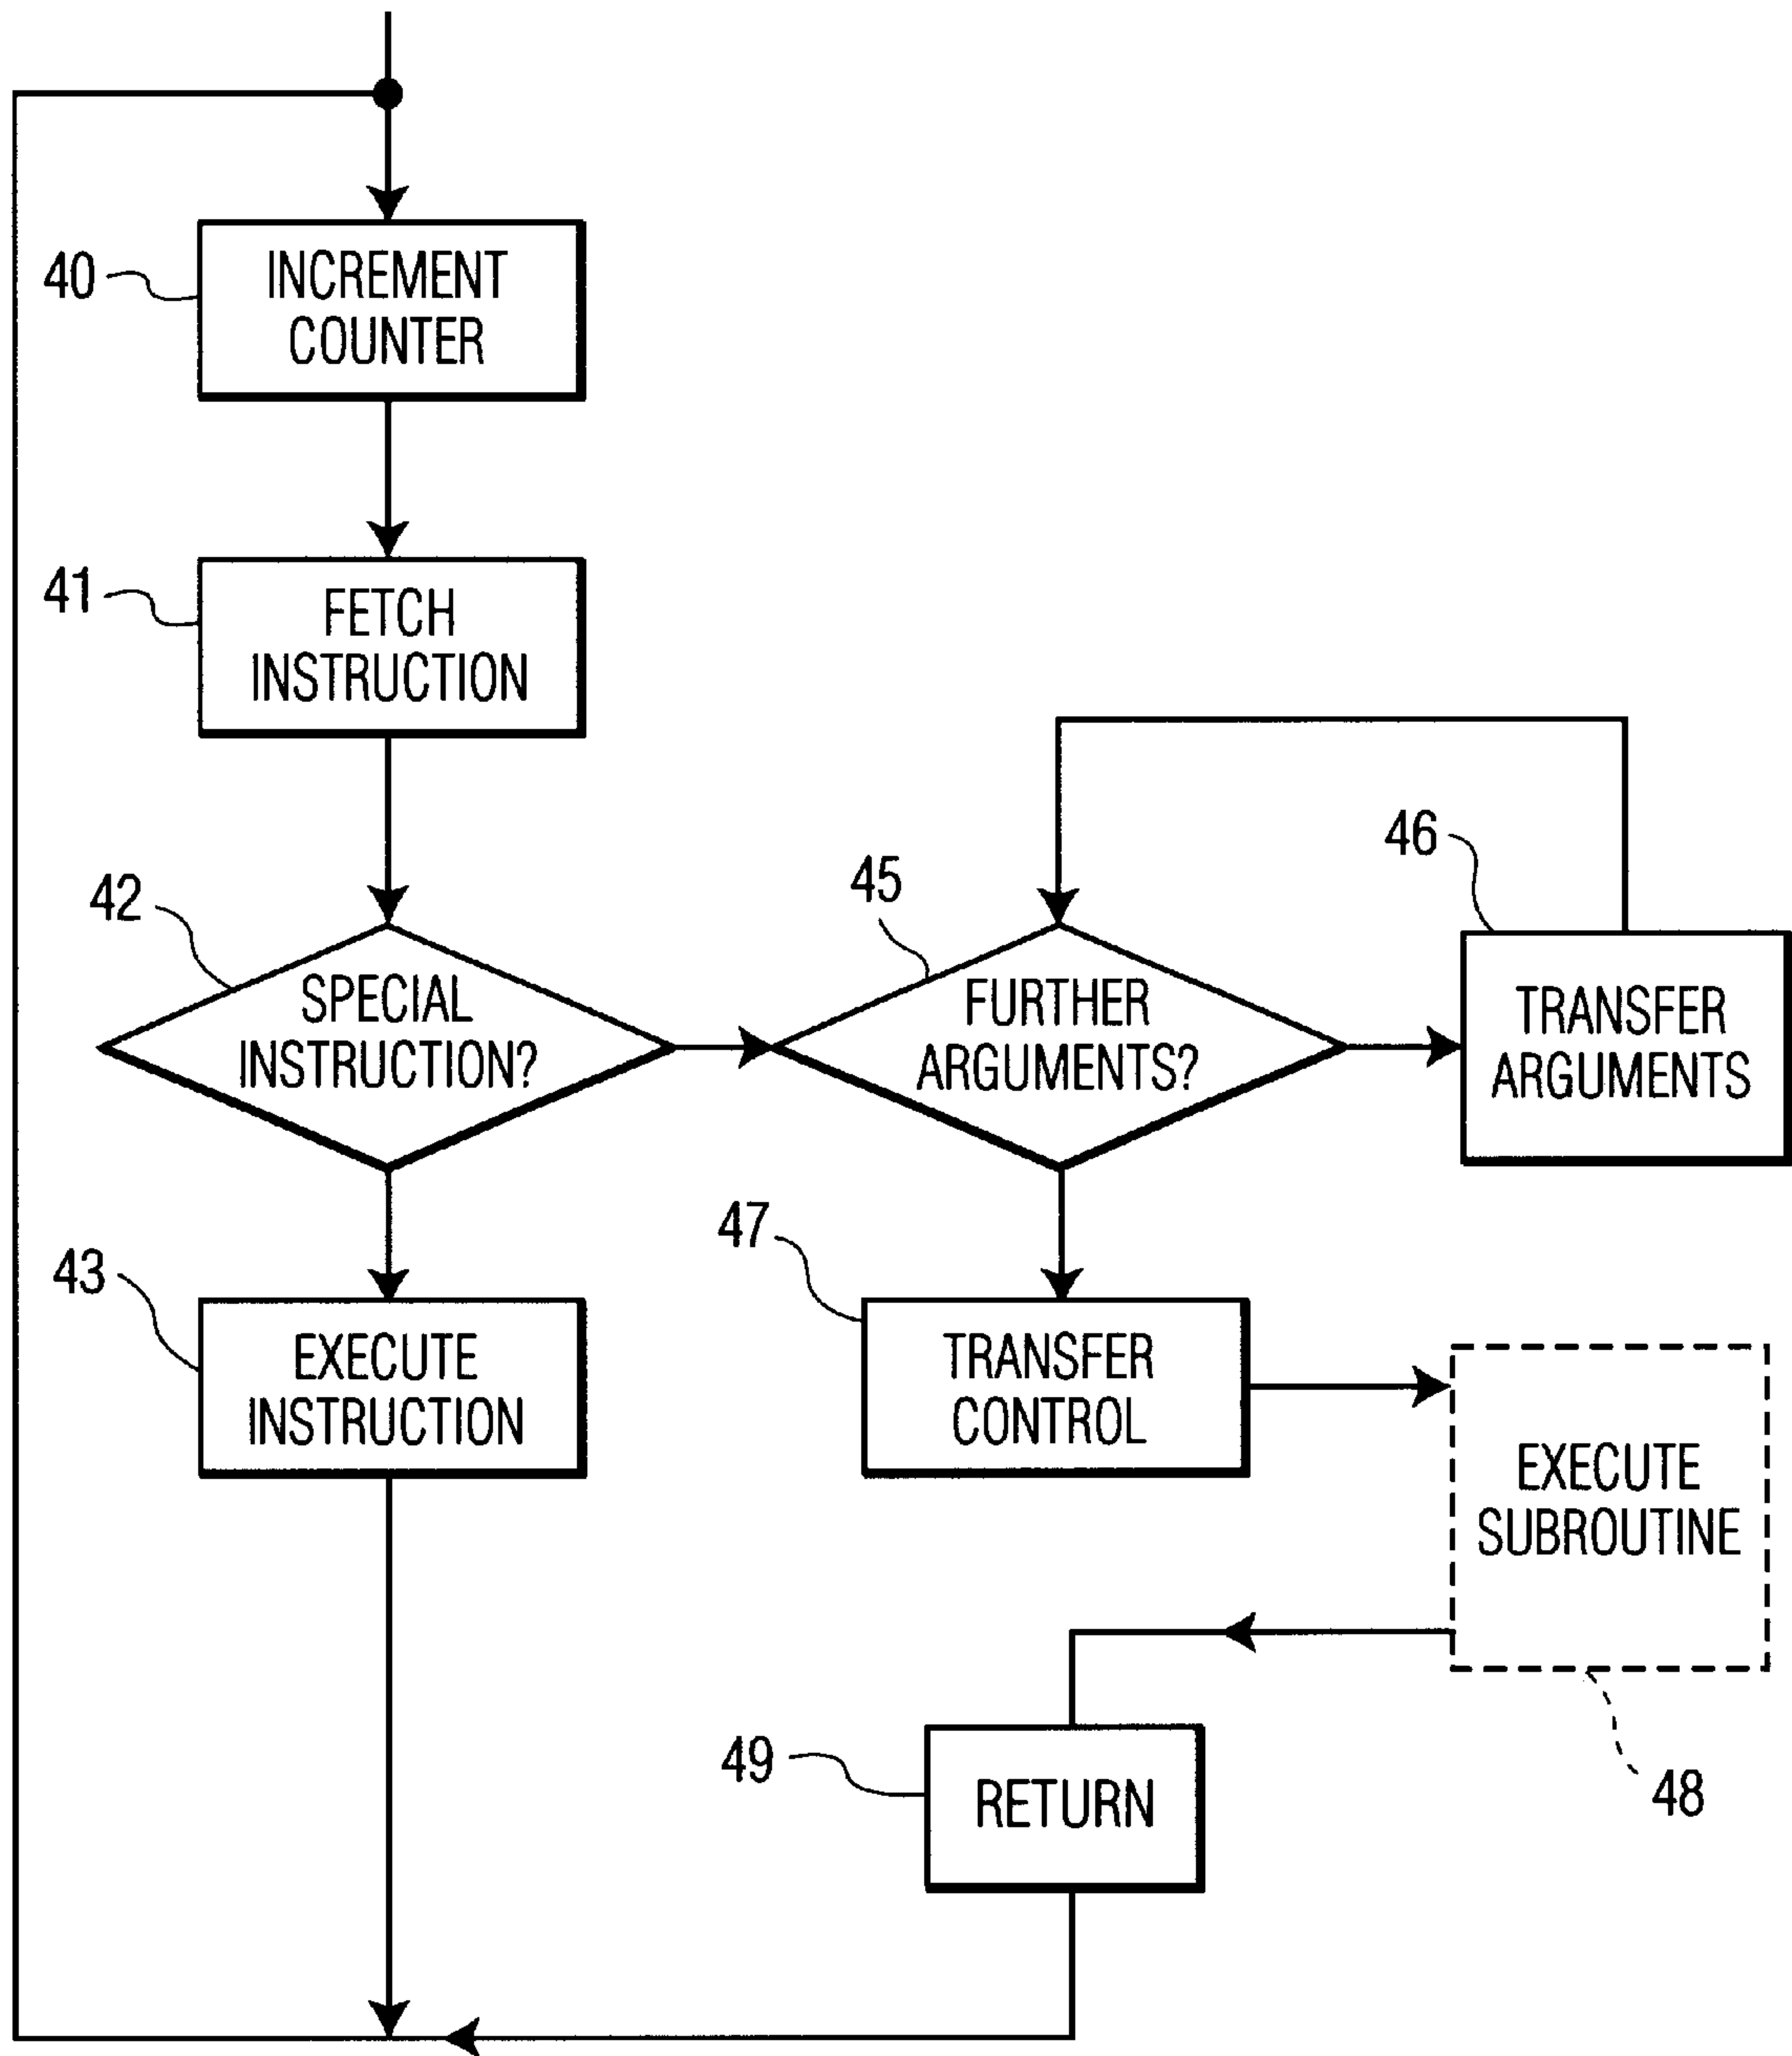 40
INCREMENT
COUNTER
41
FETCH
INSTRUCTION
42
SPECIAL
INSTRUCTION?
45
FURTHER
ARGUMENTS?
46
TRANSFER
ARGUMENTS
43
EXECUTE
INSTRUCTION
47
TRANSFER
CONTROL
EXECUTE
SUBROUTINE
48
49
RETURN